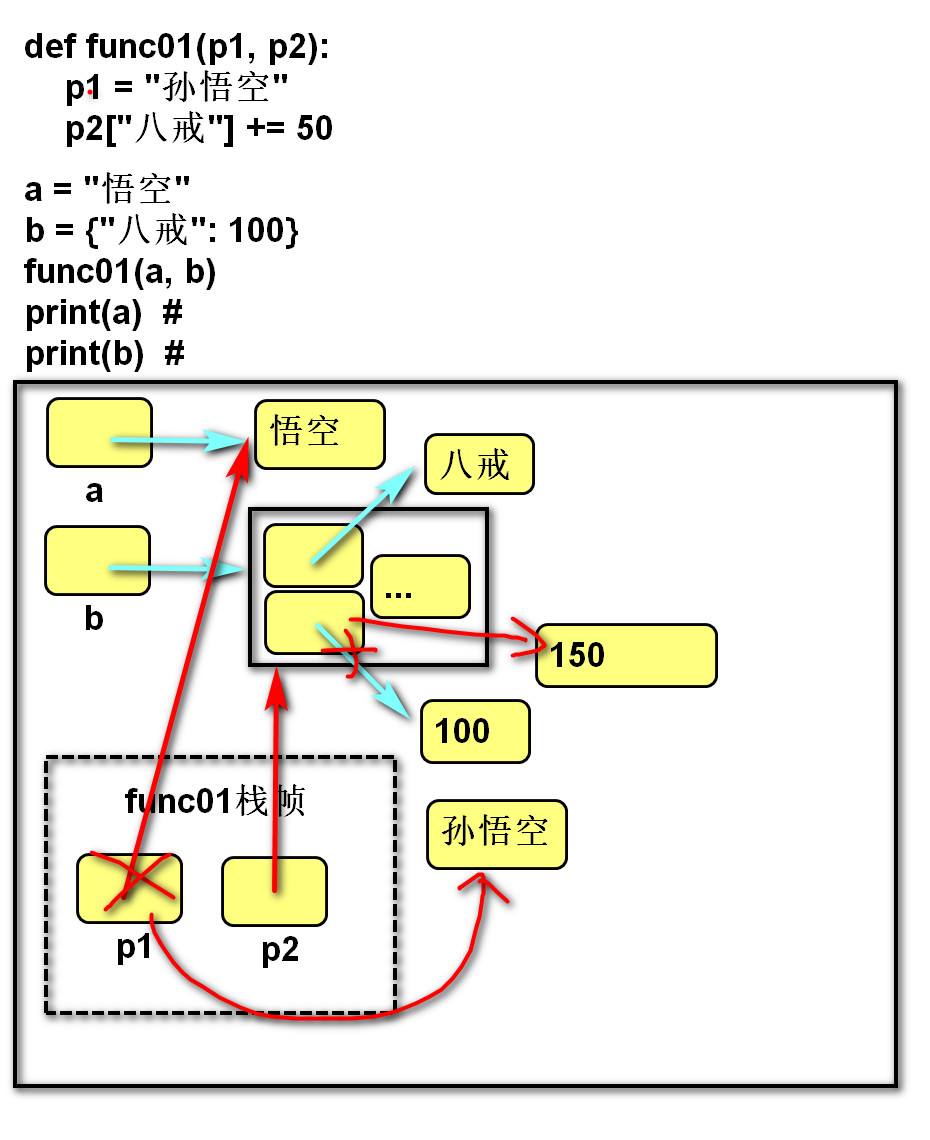 def func01(p1, p2):
p1 = "孙悟空"
p2["八戒"] += 50
a = "悟空"
b = {"八戒": 100}
func01(a, b)
print(a)  #
print(b)  #
悟空
八戒
a
b
...
150
100
func01栈帧
孙悟空
p1
p2